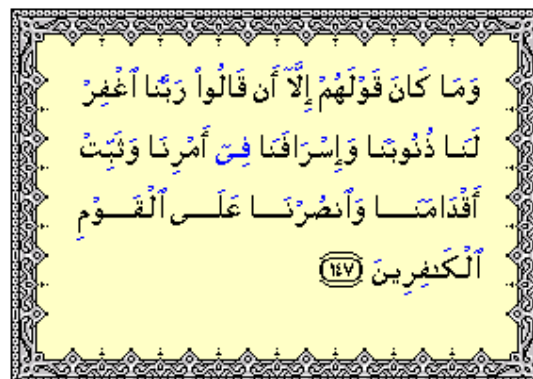 وَمَا كَانَ قَوْلَهُمْ إِلَّآ أَن قَالُوا۟ رَبَّنَا ٱغْفِرْ
لَنَا ذُنُوبَنَا وَإِسْرَافَنَا فِىٓ أَمْرِنَا وَثَبِّتْ
أَقْدَامَنَا وَٱنصُرْنَا عَلَى ٱلْقَوْمِ
ٱلْكَـٰفِرِينَ ١٤٧